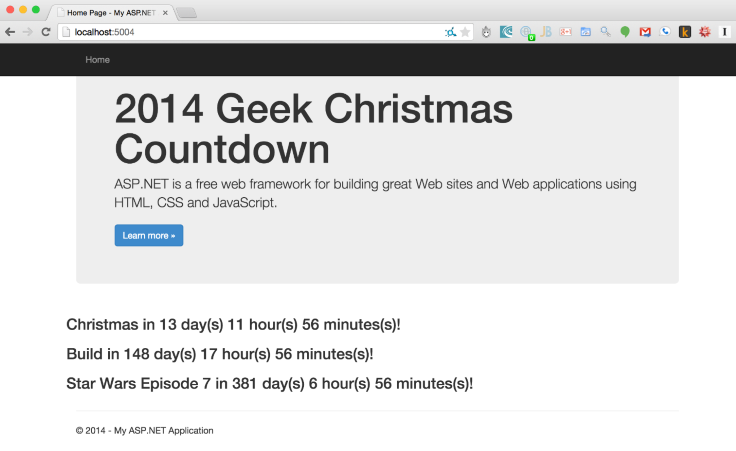 Home Page - My ASP.NET
localhost:5004
Home
2014 Geek Christmas
Countdown
ASP.NET is a free web framework for building great Web sites and Web applications using
HTML, CSS and JavaScript.
Learn more »
Christmas in 13 day(s) 11 hour(s) 56 minutes(s)!
Build in 148 day(s) 17 hour(s) 56 minutes(s)!
Star Wars Episode 7 in 381 day(s) 6 hour(s) 56 minutes(s)!
© 2014 - My ASP.NET Application